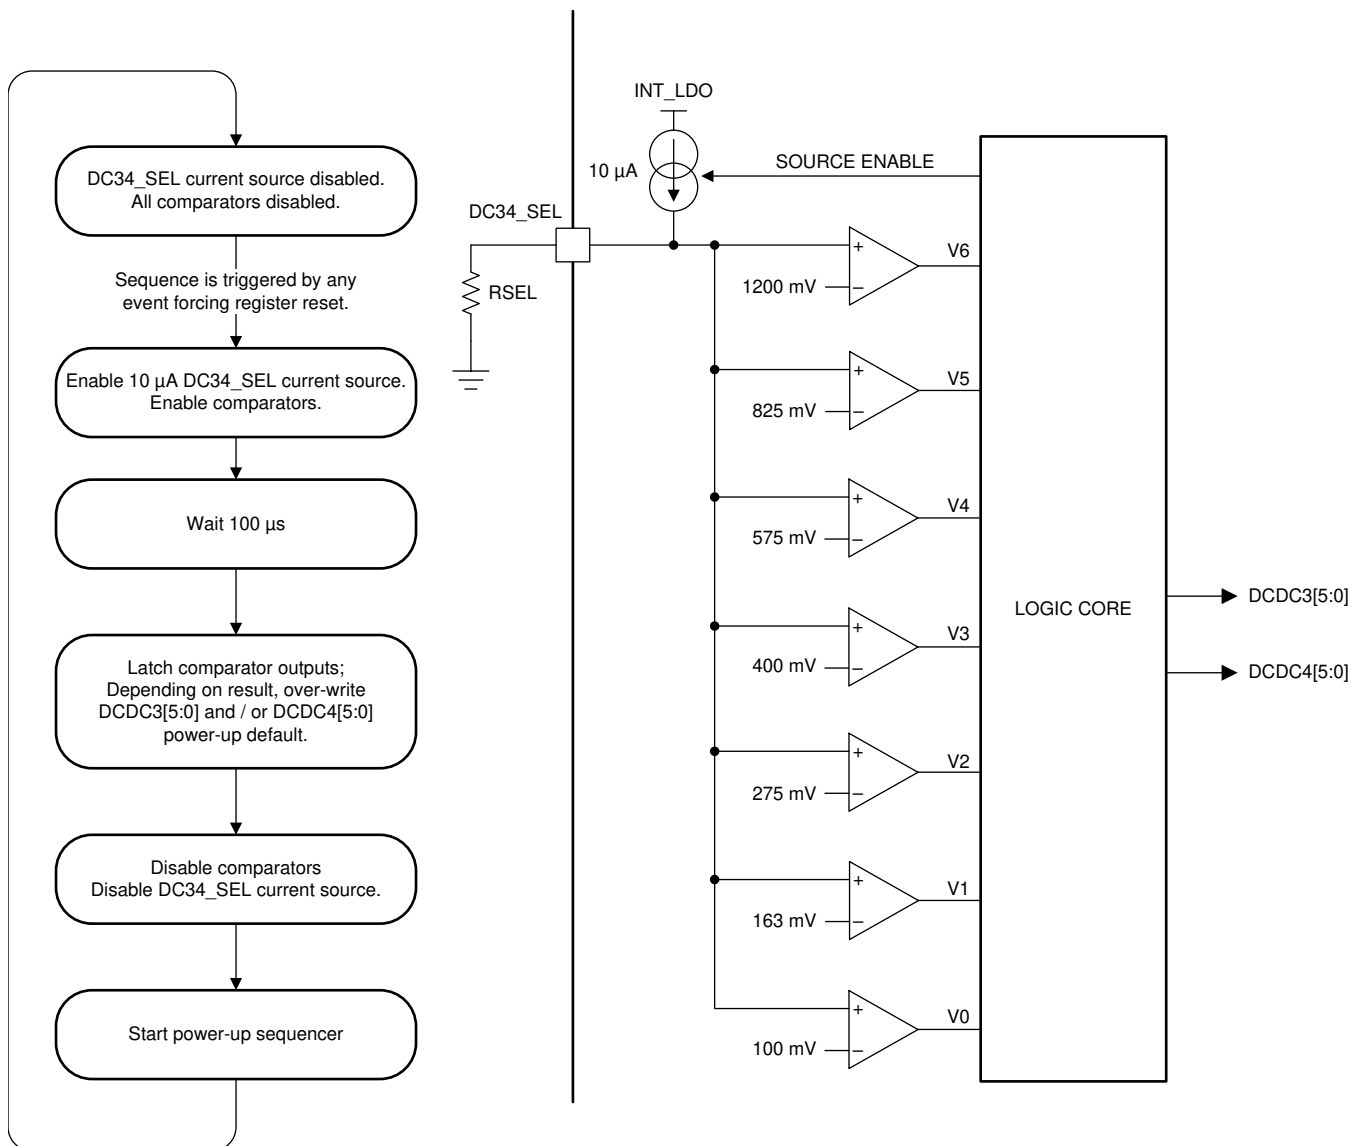 DC34_SEL current source disabled.
All comparators disabled.
Sequence is triggered by any
event forcing register reset.
Enable 10 µA DC34_SEL current source.
Enable comparators.
Wait 100 µs
Latch comparator outputs;
Depending on result, over-write
DCDC3[5:0] and / or DCDC4[5:0]
power-up default.
Disable comparators
Disable DC34_SEL current source.
Start power-up sequencer
INT_LDO
10 µA
SOURCE ENABLE
DC34_SEL
RSEL
+
1200 mV
–
V6
+
825 mV
–
V5
+
575 mV
–
V4
+
400 mV
–
V3
+
275 mV
–
V2
+
163 mV
–
V1
+
100 mV
–
V0
LOGIC CORE
DCDC3[5:0]
DCDC4[5:0]